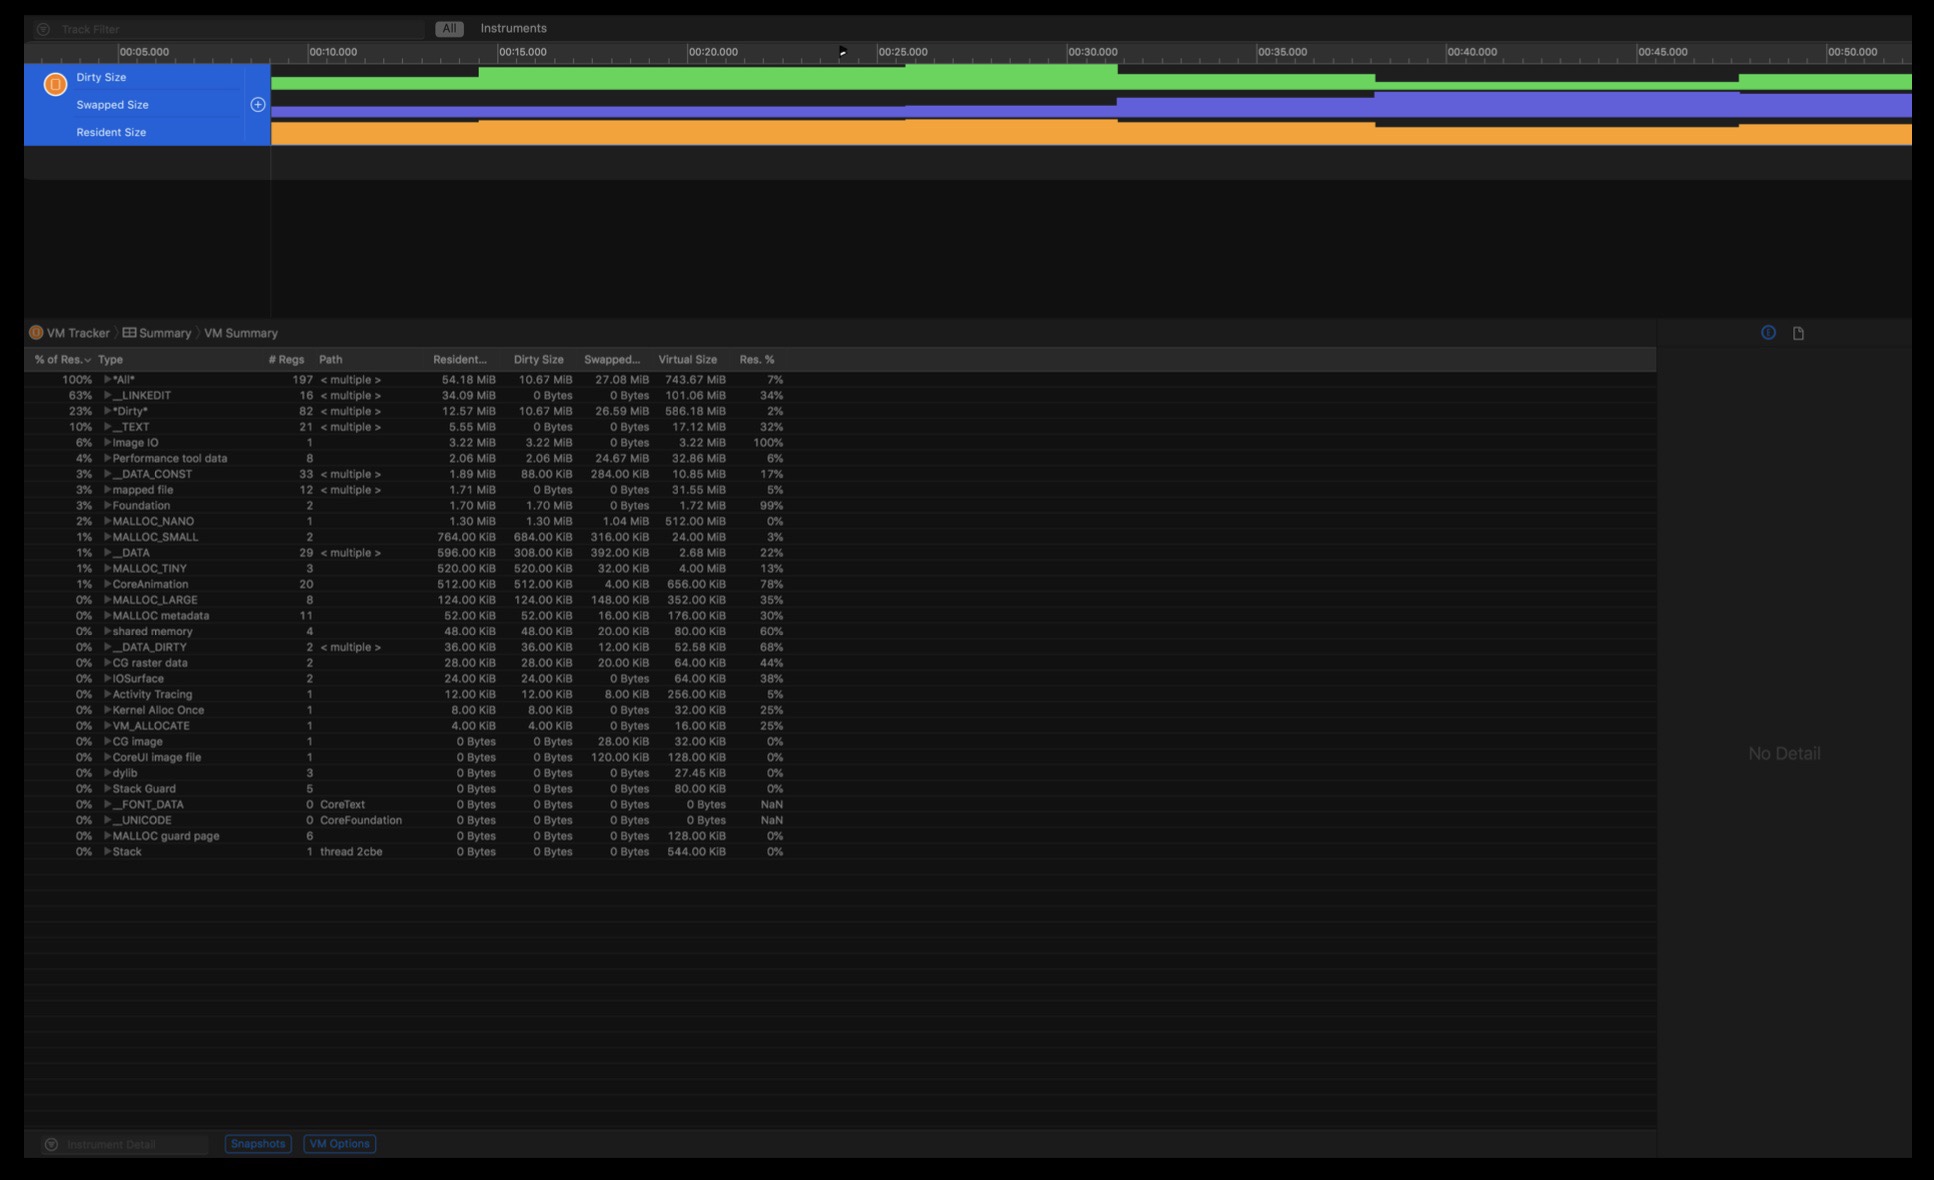 Track Filter All Instruments
00:05.000 00:10.000 00:15.000 00:20.000 00:25.000 00:30.000 00:35.000 00:40.000 00:45.000 00:50.000
Dirty Size
Swapped Size
Resident Size
VM Tracker Summary VM Summary
% of Res. Type # Regs Path Resident... Dirty Size Swapped... Virtual Size Res. %
100% *All* 197 < multiple > 54.18 MiB 10.67 MiB 27.08 MiB 743.67 MiB 7%
63% __LINKEDIT 16 < multiple > 34.09 MiB 0 Bytes 0 Bytes 101.06 MiB 34%
23% *Dirty* 82 < multiple > 12.57 MiB 10.67 MiB 26.59 MiB 586.18 MiB 2%
10% __TEXT 21 < multiple > 5.55 MiB 0 Bytes 0 Bytes 17.12 MiB 32%
6% Image IO 1 3.22 MiB 3.22 MiB 0 Bytes 3.22 MiB 100%
4% Performance tool data 8 2.06 MiB 2.06 MiB 24.67 MiB 32.86 MiB 6%
3% __DATA_CONST 33 < multiple > 1.89 MiB 88.00 KiB 284.00 KiB 10.85 MiB 17%
3% mapped file 12 < multiple > 1.71 MiB 0 Bytes 0 Bytes 31.55 MiB 5%
3% Foundation 2 1.70 MiB 1.70 MiB 0 Bytes 1.72 MiB 99%
2% MALLOC_NANO 1 1.30 MiB 1.30 MiB 1.04 MiB 512.00 MiB 0%
1% MALLOC_SMALL 2 764.00 KiB 684.00 KiB 316.00 KiB 24.00 MiB 3%
1% __DATA 29 < multiple > 596.00 KiB 308.00 KiB 392.00 KiB 2.68 MiB 22%
1% MALLOC_TINY 3 520.00 KiB 520.00 KiB 32.00 KiB 4.00 MiB 13%
1% CoreAnimation 20 512.00 KiB 512.00 KiB 4.00 KiB 656.00 KiB 78%
0% MALLOC_LARGE 8 124.00 KiB 124.00 KiB 148.00 KiB 352.00 KiB 35%
0% MALLOC metadata 11 52.00 KiB 52.00 KiB 16.00 KiB 176.00 KiB 30%
0% shared memory 4 48.00 KiB 48.00 KiB 20.00 KiB 80.00 KiB 60%
0% __DATA_DIRTY 2 < multiple > 36.00 KiB 36.00 KiB 12.00 KiB 52.58 KiB 68%
0% CG raster data 2 28.00 KiB 28.00 KiB 20.00 KiB 64.00 KiB 44%
0% IOSurface 2 24.00 KiB 24.00 KiB 0 Bytes 64.00 KiB 38%
0% Activity Tracing 1 12.00 KiB 12.00 KiB 8.00 KiB 256.00 KiB 5%
0% Kernel Alloc Once 1 8.00 KiB 8.00 KiB 0 Bytes 32.00 KiB 25%
0% VM_ALLOCATE 1 4.00 KiB 4.00 KiB 0 Bytes 16.00 KiB 25%
0% CG image 1 0 Bytes 0 Bytes 28.00 KiB 32.00 KiB 0%
0% CoreUI image file 1 0 Bytes 0 Bytes 120.00 KiB 128.00 KiB 0%
0% dylib 3 0 Bytes 0 Bytes 0 Bytes 27.45 KiB 0%
0% Stack Guard 5 0 Bytes 0 Bytes 0 Bytes 80.00 KiB 0%
0% __FONT_DATA 0 CoreText 0 Bytes 0 Bytes 0 Bytes 0 Bytes NaN
0% __UNICODE 0 CoreFoundation 0 Bytes 0 Bytes 0 Bytes 0 Bytes NaN
0% MALLOC guard page 6 0 Bytes 0 Bytes 0 Bytes 128.00 KiB 0%
0% Stack 1 thread 2cbe 0 Bytes 0 Bytes 0 Bytes 544.00 KiB 0%
No Detail
Instrument Detail Snapshots VM Options